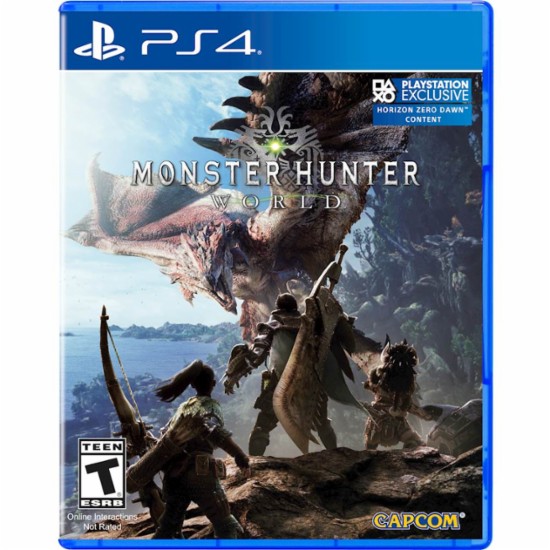 PS4
PLAYSTATION
EXCLUSIVE
HORIZON ZERO DAWN™
CONTENT
MONSTER HUNTER
WORLD
TEEN
T
ESRB
Online Interactions
Not Rated
CAPCOM